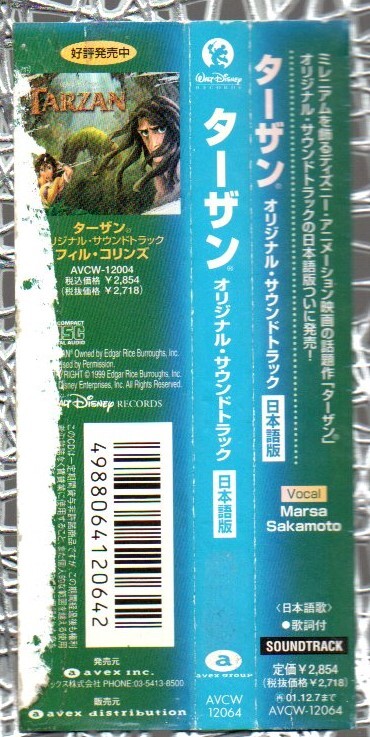 好評発売中
TARZAN
ターザン®
リジナル・サウンドトラック
フィル・コリンズ
AVCW-12004
税込価格 ¥2,854
(税抜価格 ¥2,718)
COMPACT
DIGITAL AUDIO
Owned by Edgar Rice Burroughs, Inc.
by Permission.
RIGHT © 1999 Edgar Rice Burroughs, Inc.
Disney Enterprises, Inc. All Rights Reserved.
WALT DISNEY RECORDS
4988064120642
発売元
avex inc.
ックス株式会社 PHONE:03-5413-8500
販売元
avex distribution
WALT DISNEY
RECORDS
ターザン®
オリジナル・サウンドトラック
日本語版
avex group
AVCW
12064
ミレニアムを飾るディズニー・アニメーション映画の話題作「ターザン」®
オリジナル・サウンドトラックの日本語版ついに発売!
ターザン®
オリジナル・サウンドトラック
日本語版
Vocal
Marsa
Sakamoto
〈日本語歌〉
●歌詞付
SOUNDTRACK
定価 ¥2,854
(税抜価格 ¥2,718)
01.12.7まで
AVCW-12064